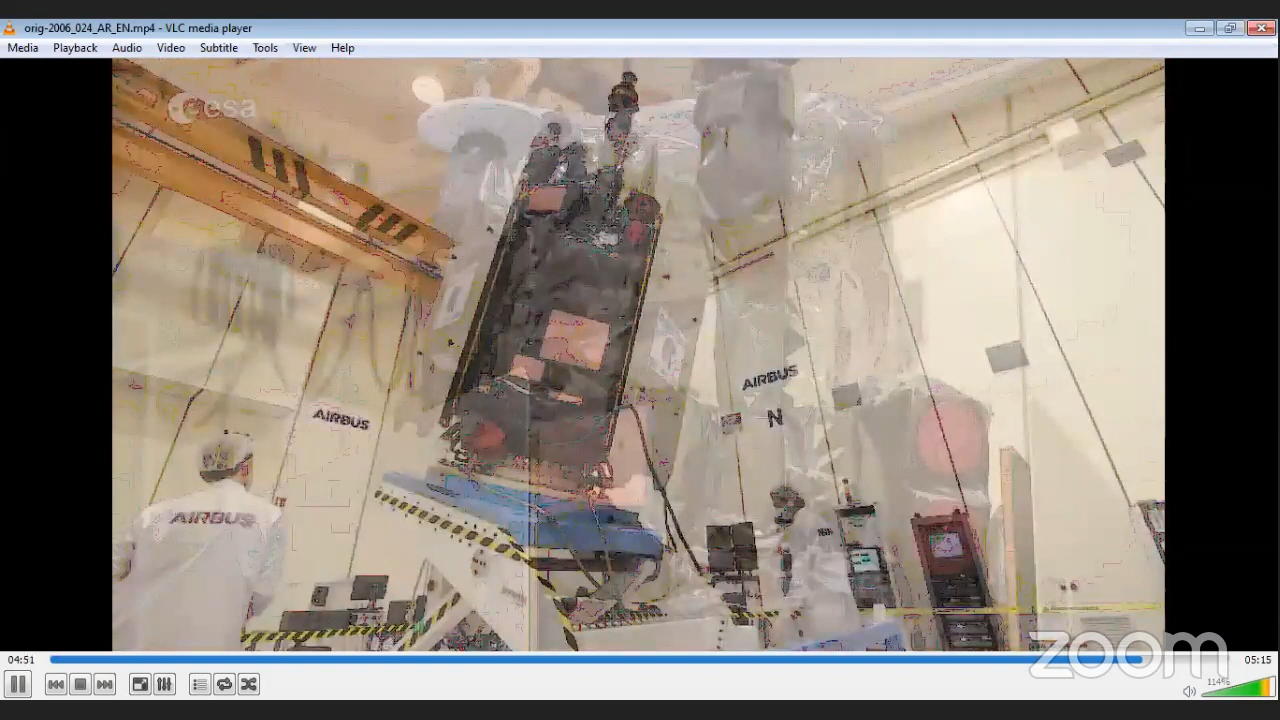 orig-2006_024_AR_EN.mp4 - VLC media player
Media Playback Audio Video Subtitle Tools View Help
esa
AIRBUS
N
AIRBUS
AIRBUS
zoom
04:51
05:15
114%